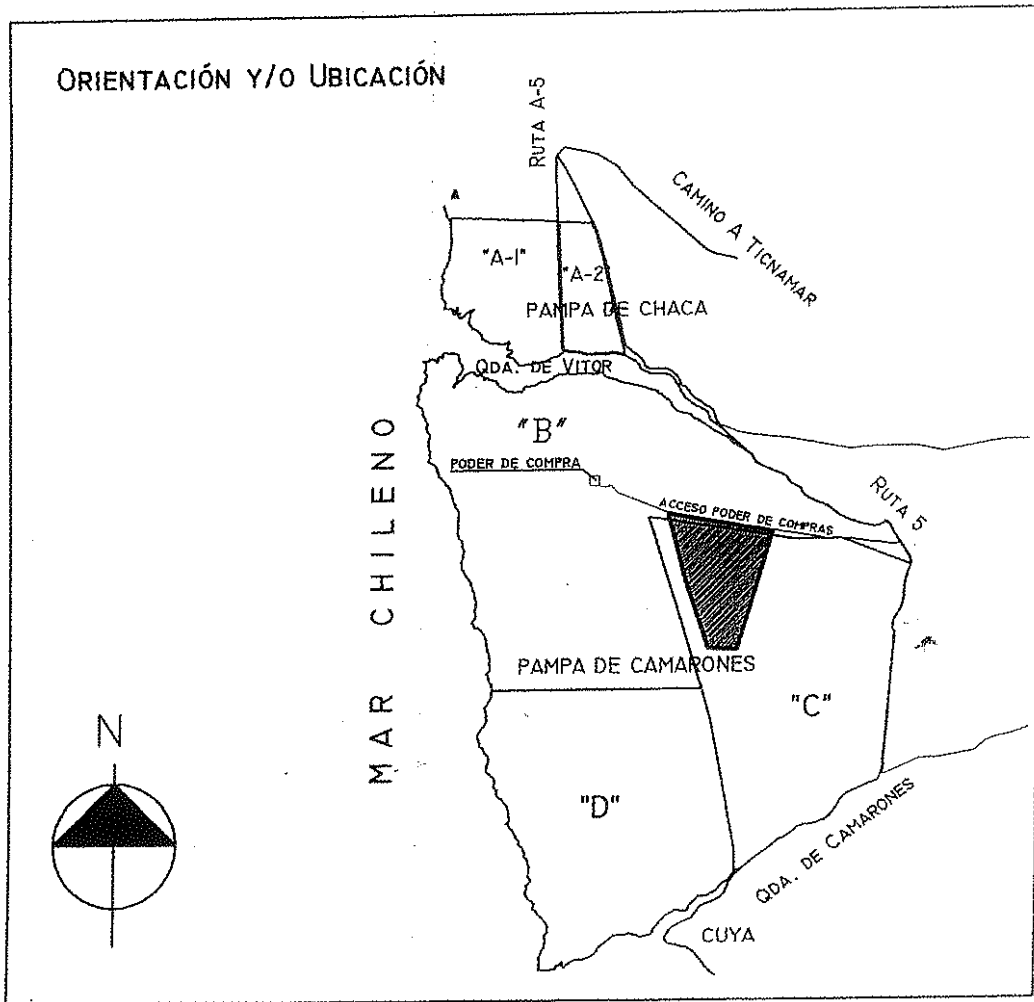 ORIENTACIÓN Y/O UBICACIÓN
RUTA A-5
CAMINO A TICNAMAR
A
"A-1"
"A-2"
PAMPA DE CHACA
QDA. DE VITOR
"B"
PODER DE COMPRA
RUTA 5
ACCESO PODER DE COMPRAS
MAR CHILENO
PAMPA DE CAMARONES
"C"
N
"D"
QDA. DE CAMARONES
CUYA